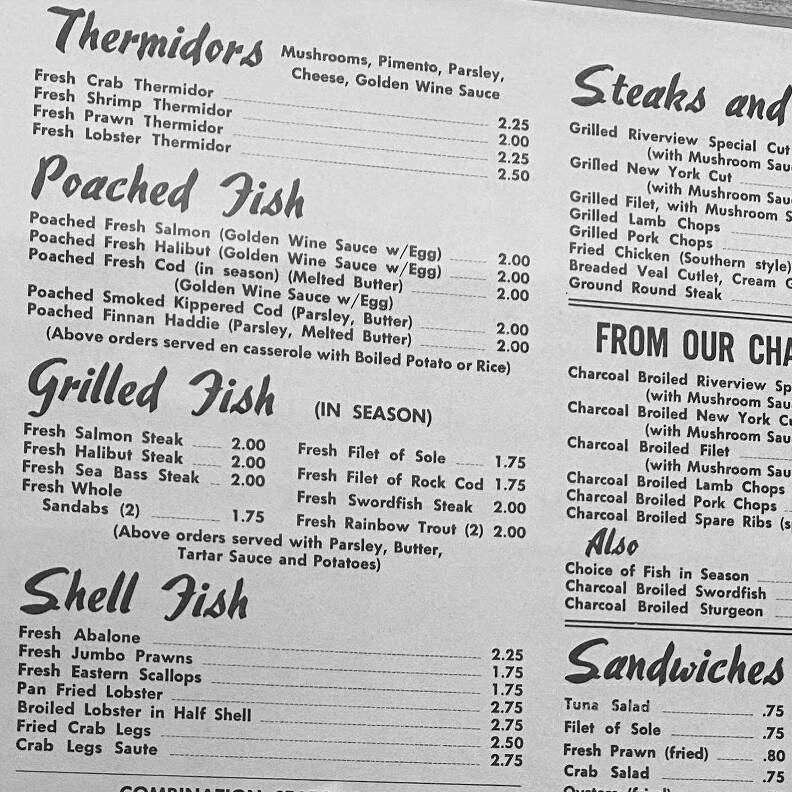 Thermidors Mushrooms, Pimento, Parsley,
Cheese, Golden Wine Sauce
Fresh Crab Thermidor 2.25
Fresh Shrimp Thermidor 2.00
Fresh Prawn Thermidor 2.25
Fresh Lobster Thermidor 2.50
Poached Fish
Poached Fresh Salmon (Golden Wine Sauce w/Egg) 2.00
Poached Fresh Halibut (Golden Wine Sauce w/Egg) 2.00
Poached Fresh Cod (in season) (Melted Butter) 2.00
(Golden Wine Sauce w/Egg)
Poached Smoked Kippered Cod (Parsley, Butter) 2.00
Poached Finnan Haddie (Parsley, Melted Butter) 2.00
(Above orders served en casserole with Boiled Potato or Rice)
Grilled Fish (IN SEASON)
Fresh Salmon Steak 2.00
Fresh Halibut Steak 2.00
Fresh Sea Bass Steak 2.00
Fresh Whole
Sandabs (2) 1.75
Fresh Filet of Sole 1.75
Fresh Filet of Rock Cod 1.75
Fresh Swordfish Steak 2.00
Fresh Rainbow Trout (2) 2.00
(Above orders served with Parsley, Butter,
Tartar Sauce and Potatoes)
Shell Fish
Fresh Abalone 2.25
Fresh Jumbo Prawns 1.75
Fresh Eastern Scallops 1.75
Pan Fried Lobster 2.75
Broiled Lobster in Half Shell 2.75
Fried Crab Legs 2.50
Crab Legs Saute 2.75
Steaks and
Grilled Riverview Special Cut
(with Mushroom Sau
Grilled New York Cut
(with Mushroom Sau
Grilled Filet, with Mushroom S
Grilled Lamb Chops
Grilled Pork Chops
Fried Chicken (Southern style)
Breaded Veal Cutlet, Cream G
Ground Round Steak
FROM OUR CHA
Charcoal Broiled Riverview Sp
(with Mushroom Sau
Charcoal Broiled New York Cu
(with Mushroom Sau
Charcoal Broiled Filet
(with Mushroom Sau
Charcoal Broiled Lamb Chops
Charcoal Broiled Pork Chops
Charcoal Broiled Spare Ribs (s
Also
Choice of Fish in Season
Charcoal Broiled Swordfish
Charcoal Broiled Sturgeon
Sandwiches
Tuna Salad .75
Filet of Sole .75
Fresh Prawn (fried) .80
Crab Salad .75